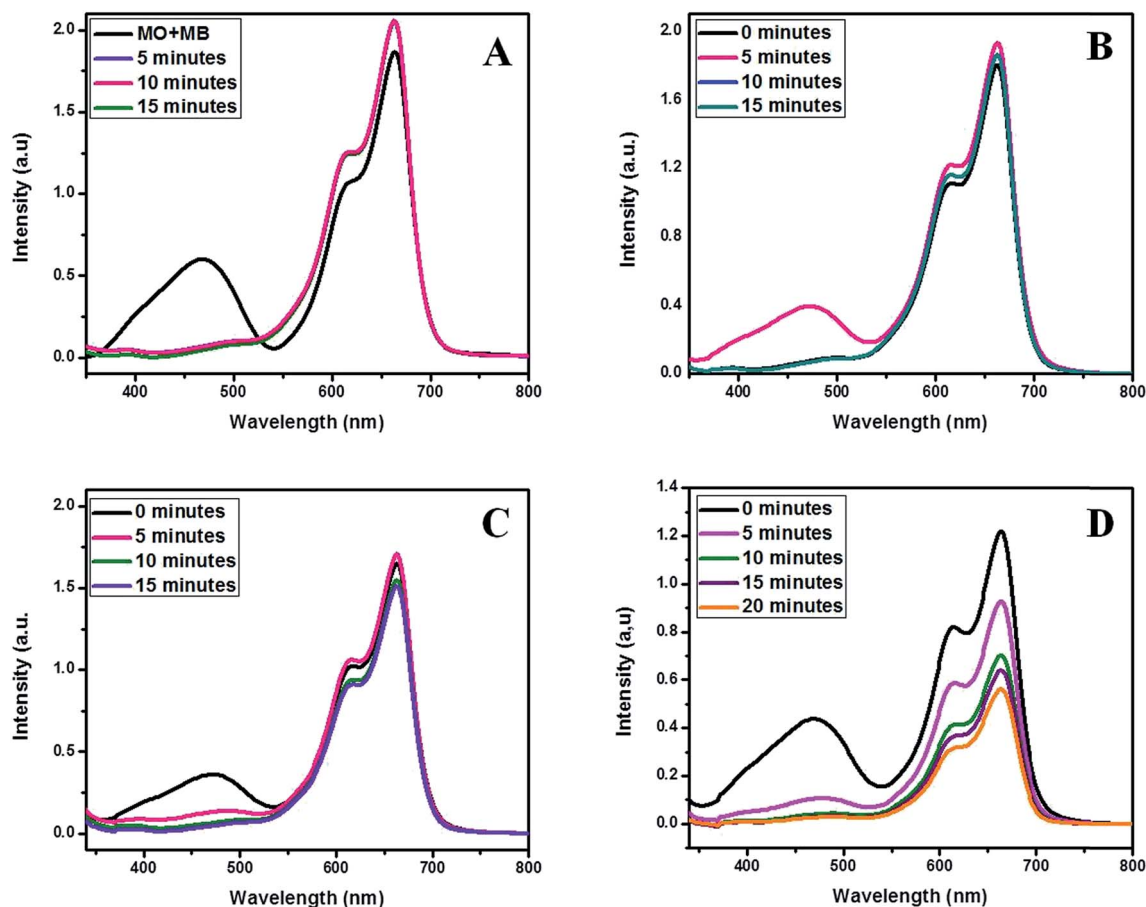 A
MO+MB
5 minutes
10 minutes
15 minutes
Intensity (a.u)
2.0
1.5
1.0
0.5
0.0
400 500 600 700 800
Wavelength (nm)
B
0 minutes
5 minutes
10 minutes
15 minutes
Intensity (a.u.)
2.0
1.6
1.2
0.8
0.4
0.0
400 500 600 700 800
Wavelength (nm)
C
0 minutes
5 minutes
10 minutes
15 minutes
Intensity (a.u.
2.0
1.5
1.0
0.5
0.0
400 500 600 700 800
Wavelength (nm)
D
0 minutes
5 minutes
10 minutes
15 minutes
20 minutes
Intensity (a,u)
1.4
1.2
1.0
0.8
0.6
0.4
0.2
0.0
400 500 600 700 800
Wavelength (nm)